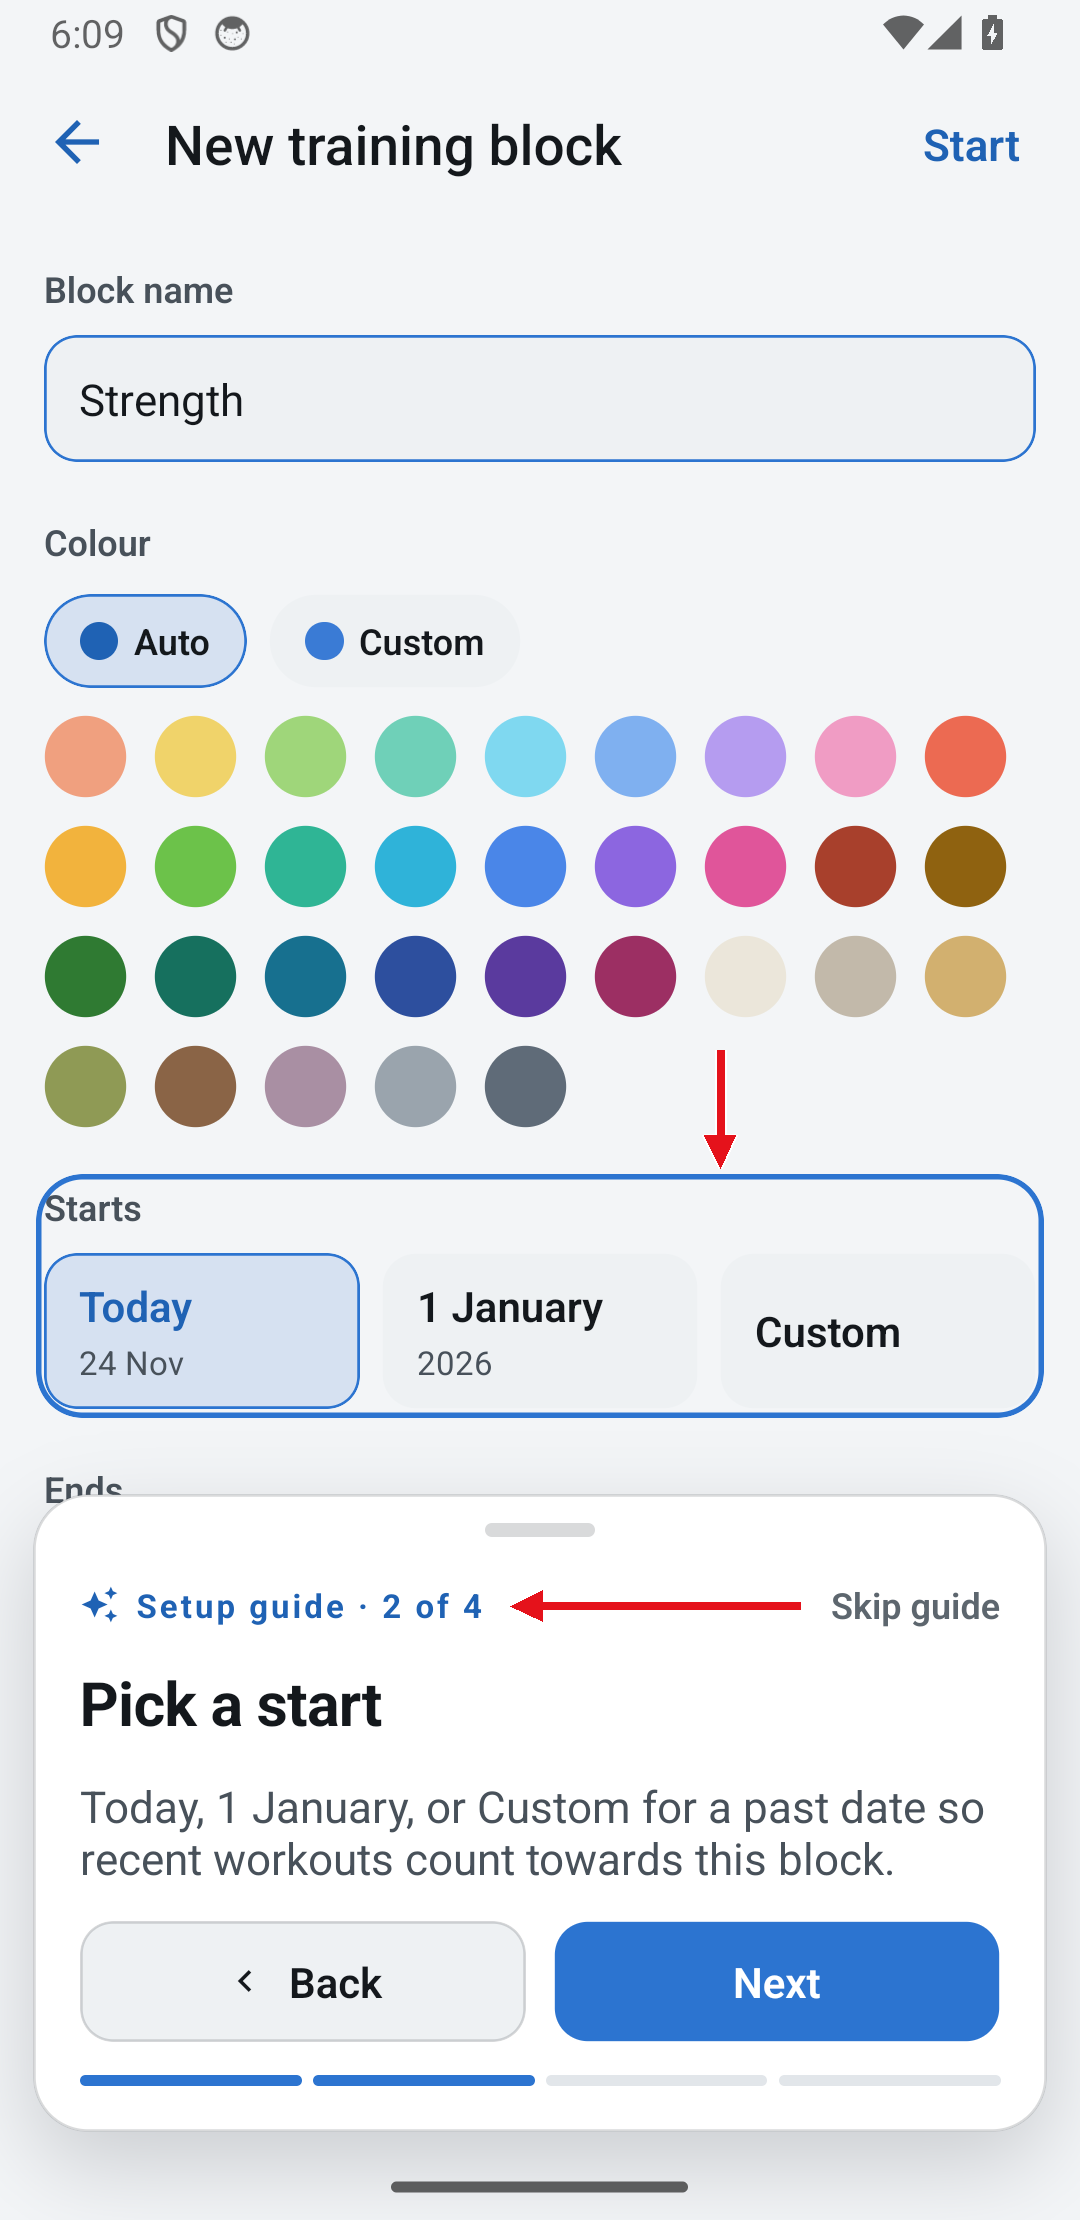 6:09
New training block
Start
Block name
Strength
Colour
Auto
Custom
Starts
Today
24 Nov
1 January
2026
Custom
Ends
Setup guide · 2 of 4
Skip guide
Pick a start
Today, 1 January, or Custom for a past date so
recent workouts count towards this block.
Back
Next